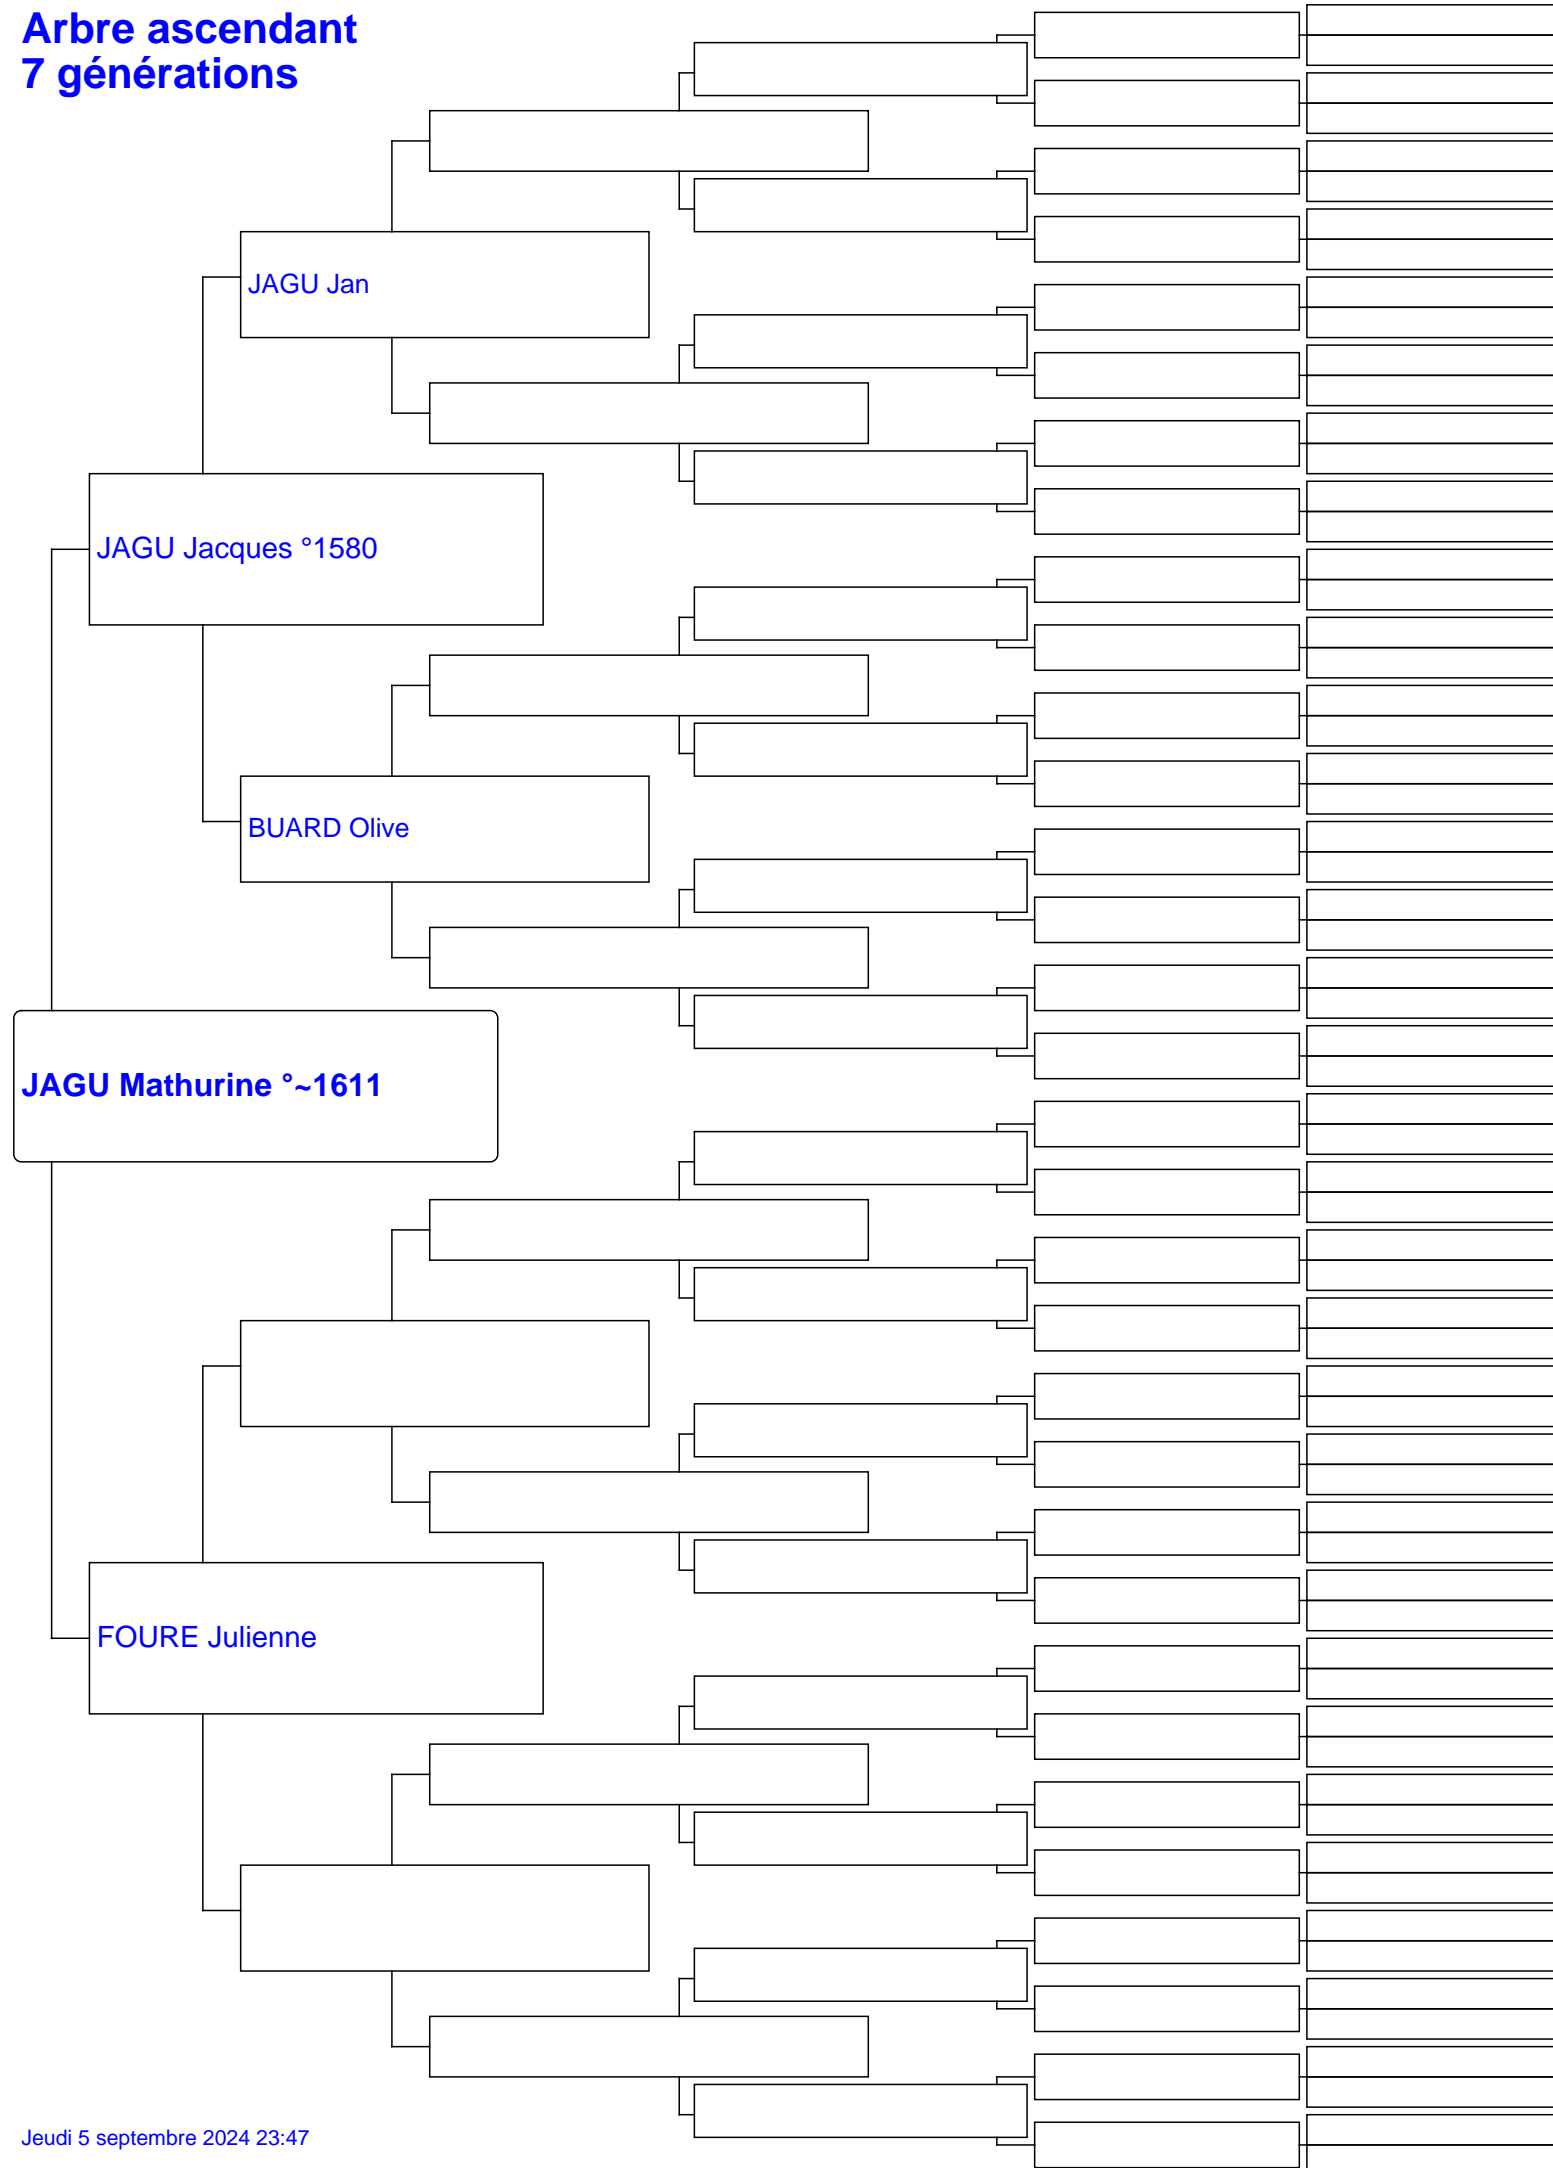 Arbre ascendant
7 générations
JAGU Jan
JAGU Jacques °1580
BUARD Olive
JAGU Mathurine °~1611
FOURE Julienne
Jeudi 5 septembre 2024 23:47